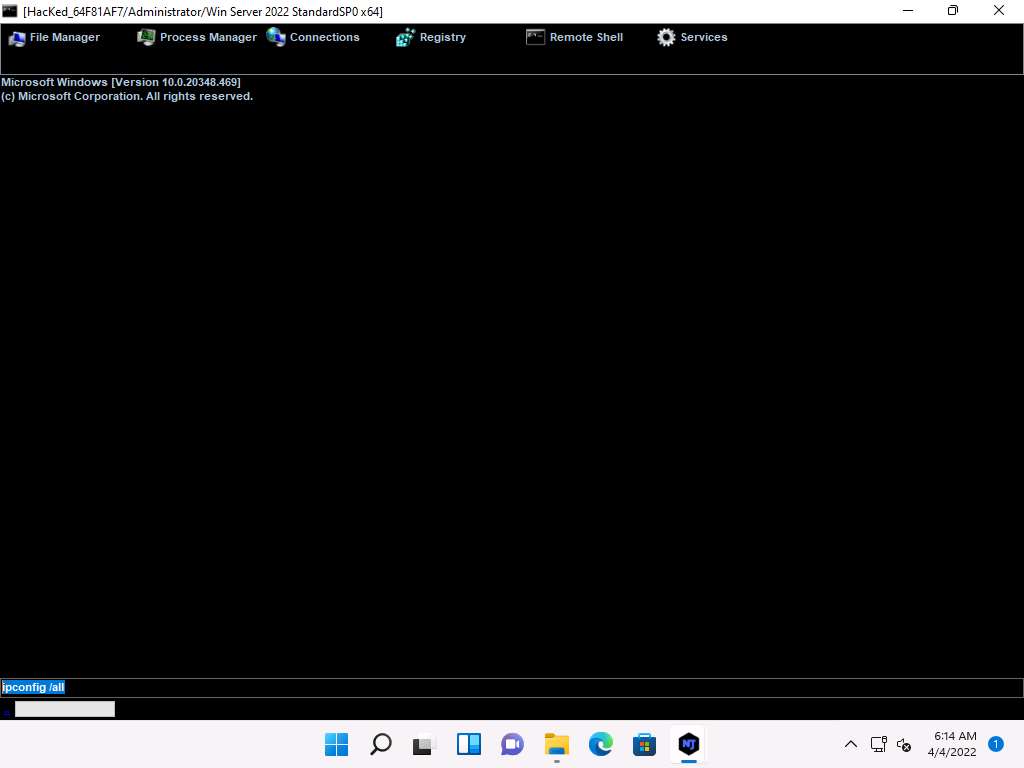 [HacKed_64F81AF7/Administrator/Win Server 2022 StandardSP0 x64]
File Manager Process Manager Connections Registry Remote Shell Services
Microsoft Windows [Version 10.0.20348.469]
(c) Microsoft Corporation. All rights reserved.
ipconfig /all
NJ
6:14 AM
4/4/2022
1